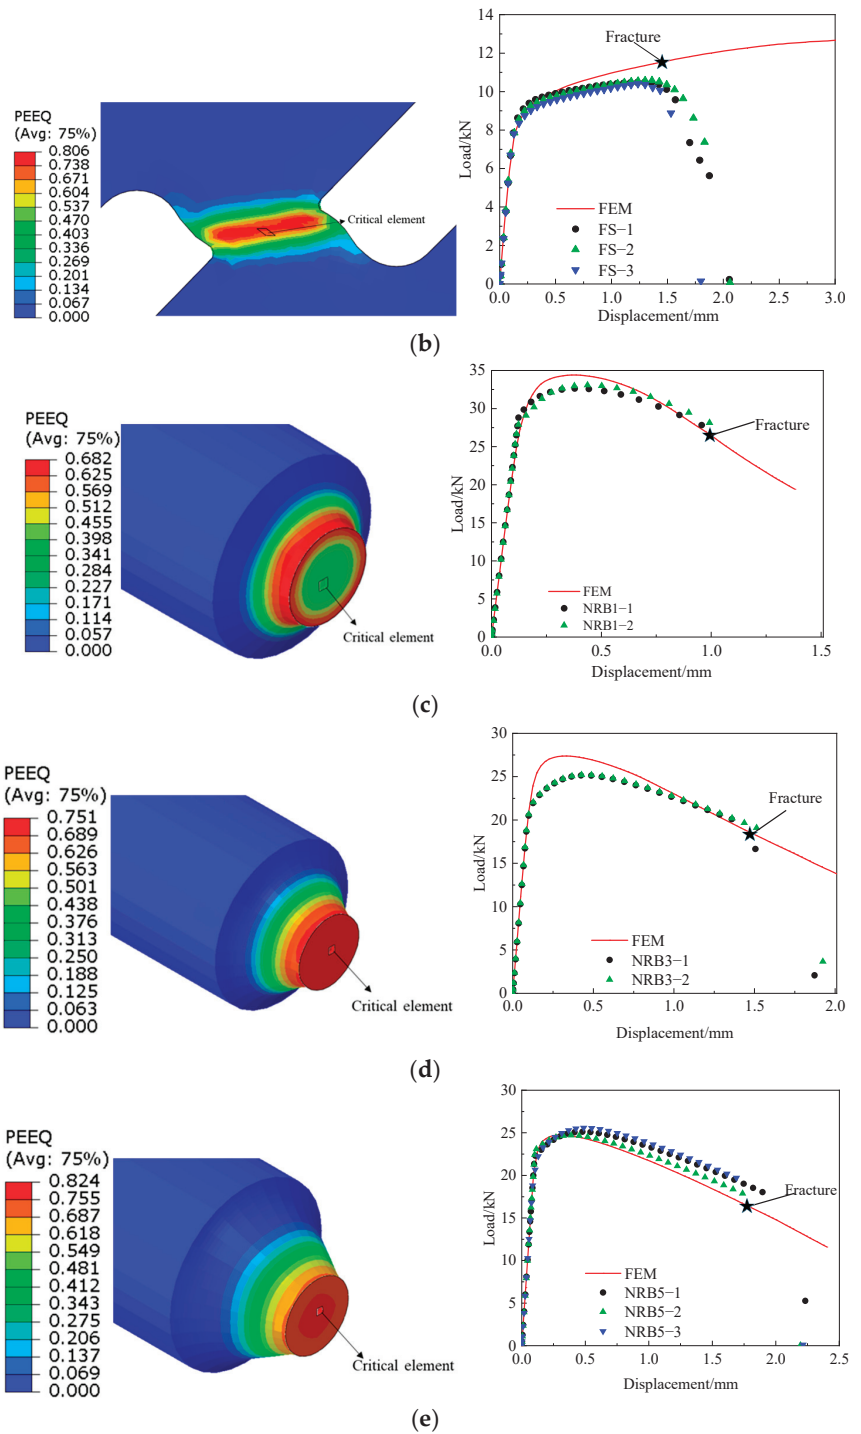 PEEQ
(Avg: 75%)
0.806
0.738
0.671
0.604
0.537
0.470
0.403
0.336
0.269
0.201
0.134
0.067
0.000
Critical element
14
12
10
8
6
4
2
0
Load/kN
Fracture
FEM
FS−1
FS−2
FS−3
0.0 0.5 1.0 1.5 2.0 2.5 3.0
Displacement/mm
(b)
PEEQ
(Avg: 75%)
0.682
0.625
0.569
0.512
0.455
0.398
0.341
0.284
0.227
0.171
0.114
0.057
0.000
Critical element
35
30
25
20
15
10
5
0
Load/kN
Fracture
FEM
NRB1−1
NRB1−2
0.0 0.5 1.0 1.5
Displacement/mm
(c)
PEEQ
(Avg: 75%)
0.751
0.689
0.626
0.563
0.501
0.438
0.376
0.313
0.250
0.188
0.125
0.063
0.000
Critical element
30
25
20
15
10
5
0
Load/kN
Fracture
FEM
NRB3−1
NRB3−2
0.0 0.5 1.0 1.5 2.0
Displacement/mm
(d)
PEEQ
(Avg: 75%)
0.824
0.755
0.687
0.618
0.549
0.481
0.412
0.343
0.275
0.206
0.137
0.069
0.000
Critical element
30
25
20
15
10
5
0
Load/kN
Fracture
FEM
NRB5−1
NRB5−2
NRB5−3
0.0 0.5 1.0 1.5 2.0 2.5
Displacement/mm
(e)